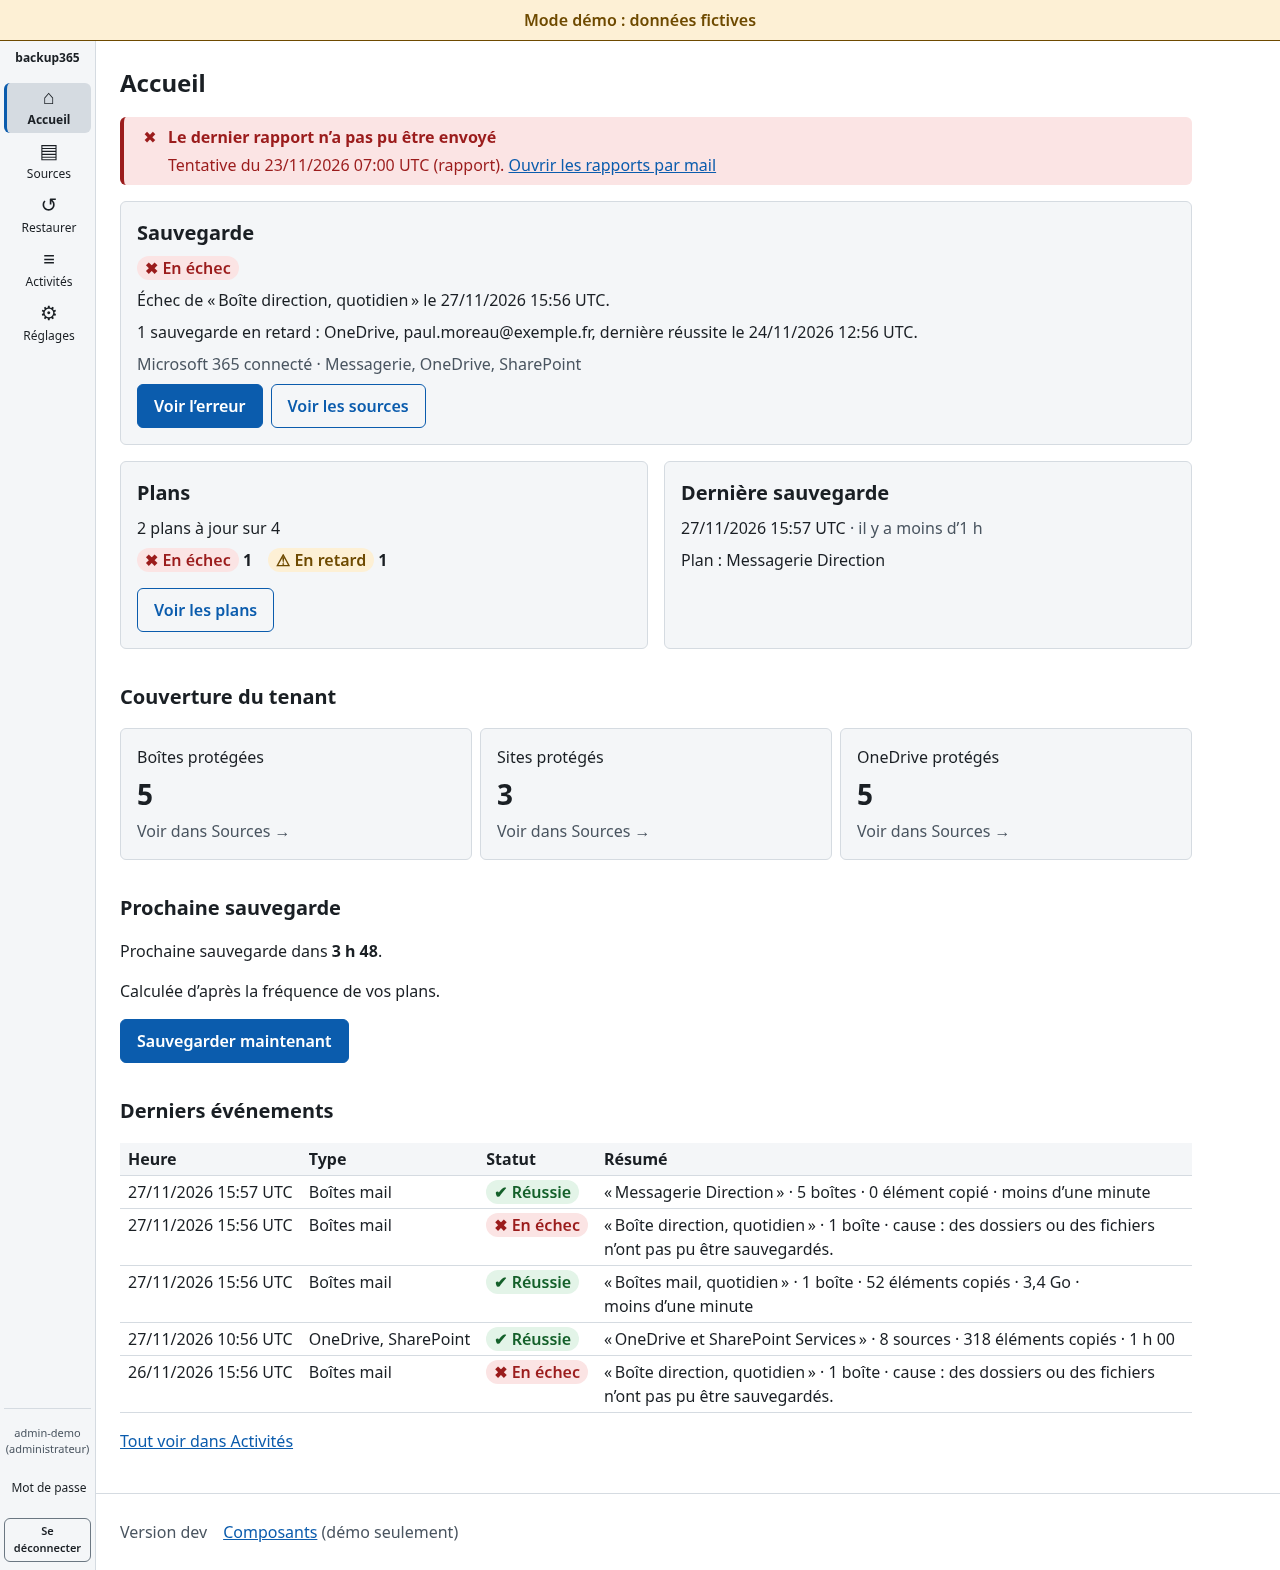 Mode démo : données fictives
backup365
Accueil
Sources
Restaurer
Activités
Réglages
admin-demo
(administrateur)
Mot de passe
Se
déconnecter
Accueil
✖ Le dernier rapport n’a pas pu être envoyé
Tentative du 23/11/2026 07:00 UTC (rapport). Ouvrir les rapports par mail
Sauvegarde
✖ En échec
Échec de « Boîte direction, quotidien » le 27/11/2026 15:56 UTC.
1 sauvegarde en retard : OneDrive, paul.moreau@exemple.fr, dernière réussite le 24/11/2026 12:56 UTC.
Microsoft 365 connecté · Messagerie, OneDrive, SharePoint
Voir l’erreur Voir les sources
Plans
2 plans à jour sur 4
✖ En échec 1 ⚠ En retard 1
Voir les plans
Dernière sauvegarde
27/11/2026 15:57 UTC · il y a moins d’1 h
Plan : Messagerie Direction
Couverture du tenant
Boîtes protégées
5
Voir dans Sources →
Sites protégés
3
Voir dans Sources →
OneDrive protégés
5
Voir dans Sources →
Prochaine sauvegarde
Prochaine sauvegarde dans 3 h 48.
Calculée d’après la fréquence de vos plans.
Sauvegarder maintenant
Derniers événements
Heure Type Statut Résumé
27/11/2026 15:57 UTC Boîtes mail ✔ Réussie « Messagerie Direction » · 5 boîtes · 0 élément copié · moins d’une minute
27/11/2026 15:56 UTC Boîtes mail ✖ En échec « Boîte direction, quotidien » · 1 boîte · cause : des dossiers ou des fichiers
n’ont pas pu être sauvegardés.
27/11/2026 15:56 UTC Boîtes mail ✔ Réussie « Boîtes mail, quotidien » · 1 boîte · 52 éléments copiés · 3,4 Go ·
moins d’une minute
27/11/2026 10:56 UTC OneDrive, SharePoint ✔ Réussie « OneDrive et SharePoint Services » · 8 sources · 318 éléments copiés · 1 h 00
26/11/2026 15:56 UTC Boîtes mail ✖ En échec « Boîte direction, quotidien » · 1 boîte · cause : des dossiers ou des fichiers
n’ont pas pu être sauvegardés.
Tout voir dans Activités
Version dev Composants (démo seulement)